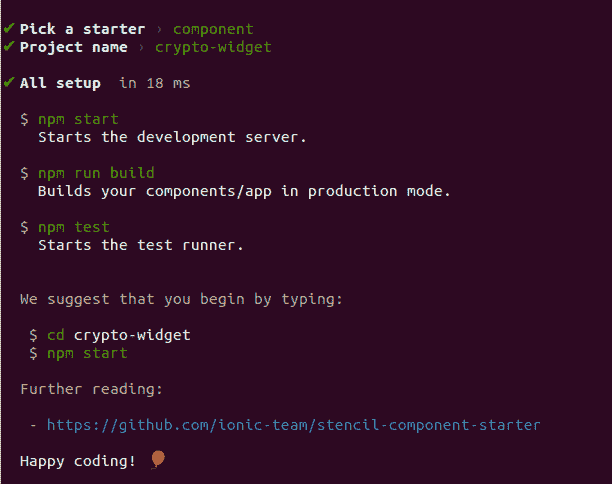 ✔ Pick a starter › component
✔ Project name › crypto-widget
✔ All setup  in 18 ms
$ npm start
Starts the development server.
$ npm run build
Builds your components/app in production mode.
$ npm test
Starts the test runner.
We suggest that you begin by typing:
$ cd crypto-widget
$ npm start
Further reading:
- https://github.com/ionic-team/stencil-component-starter
Happy coding! 🎈